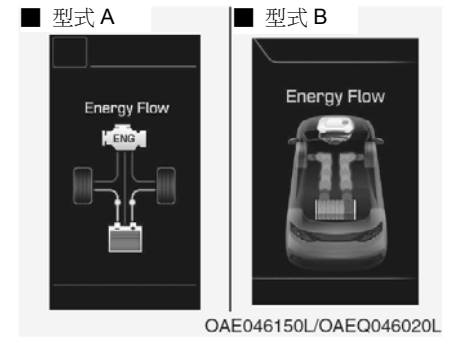 ■ 型式 A
■ 型式 B
Energy Flow
ENG
Energy Flow
OAE046150L/OAEQ046020L